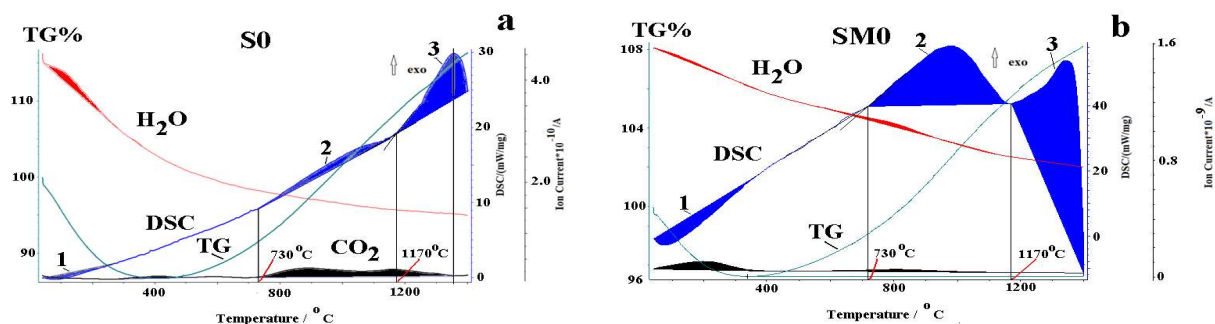 TG%
S0
a
110
100
90
H₂O
DSC
TG
CO₂
1
2
3
exo
730°C
1170°C
400
800
1200
Temperature / °C
30
20
10
0
DSC/(mW/mg)
4.0
2.0
0
Ion Current*10⁻¹⁰/A
TG%
SM0
b
108
104
100
96
H₂O
DSC
TG
1
2
3
exo
730°C
1170°C
400
800
1200
Temperature / °C
40
20
0
DSC/(mW/mg)
1.6
0.8
0
Ion Current*10⁻⁹/A